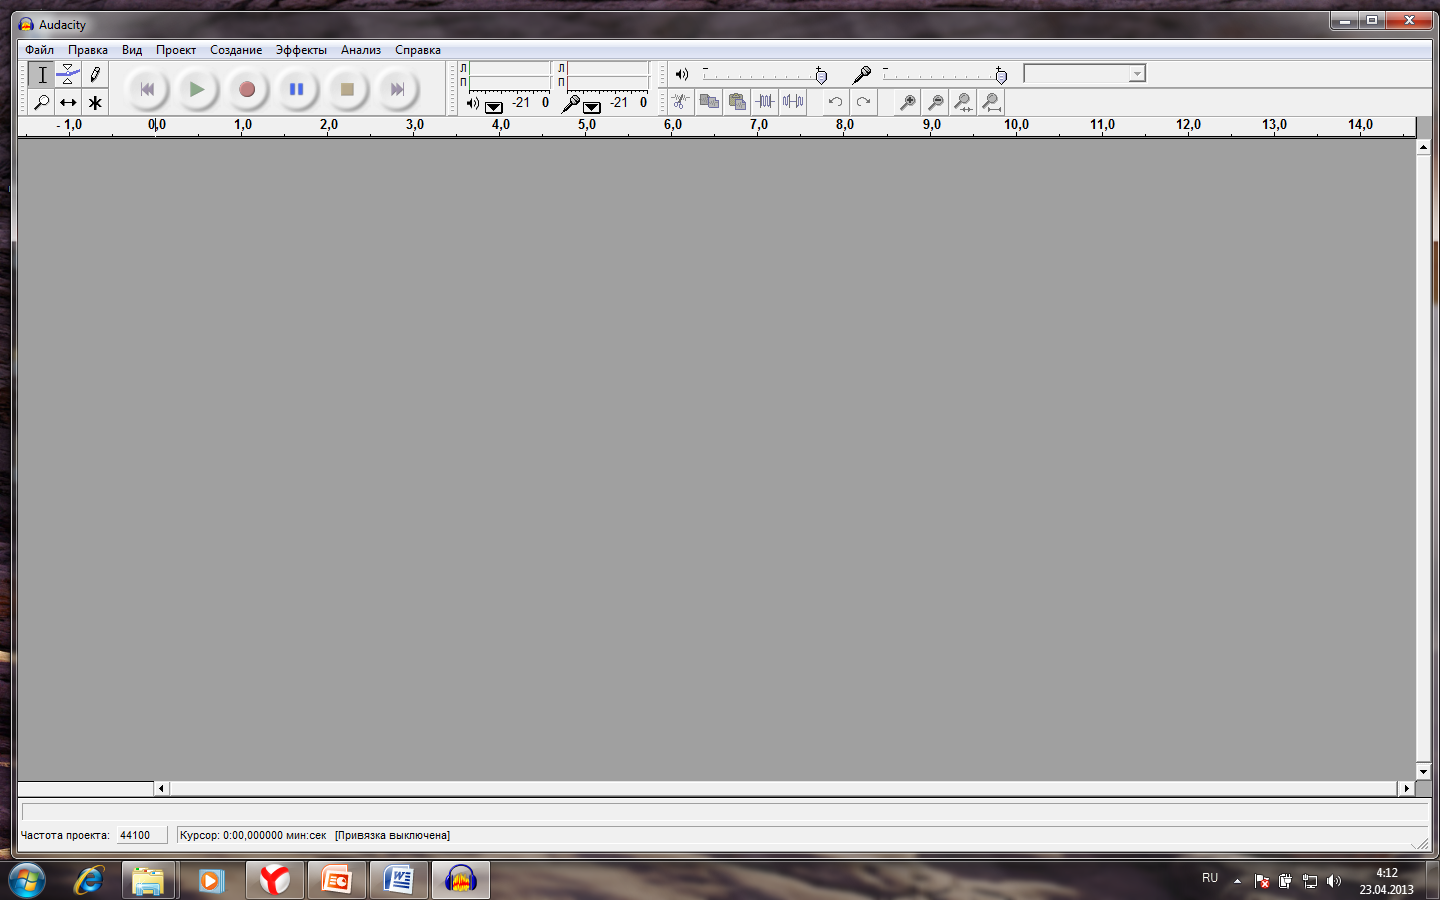 Audacity
Файл Правка Вид Проект Создание Эффекты Анализ Справка
Л Л
П П
-21 0 -21 0
- 1,0 0,0 1,0 2,0 3,0 4,0 5,0 6,0 7,0 8,0 9,0 10,0 11,0 12,0 13,0 14,0
Частота проекта: 44100 Курсор: 0:00,000000 мин:сек [Привязка выключена]
RU
4:12
23.04.2013